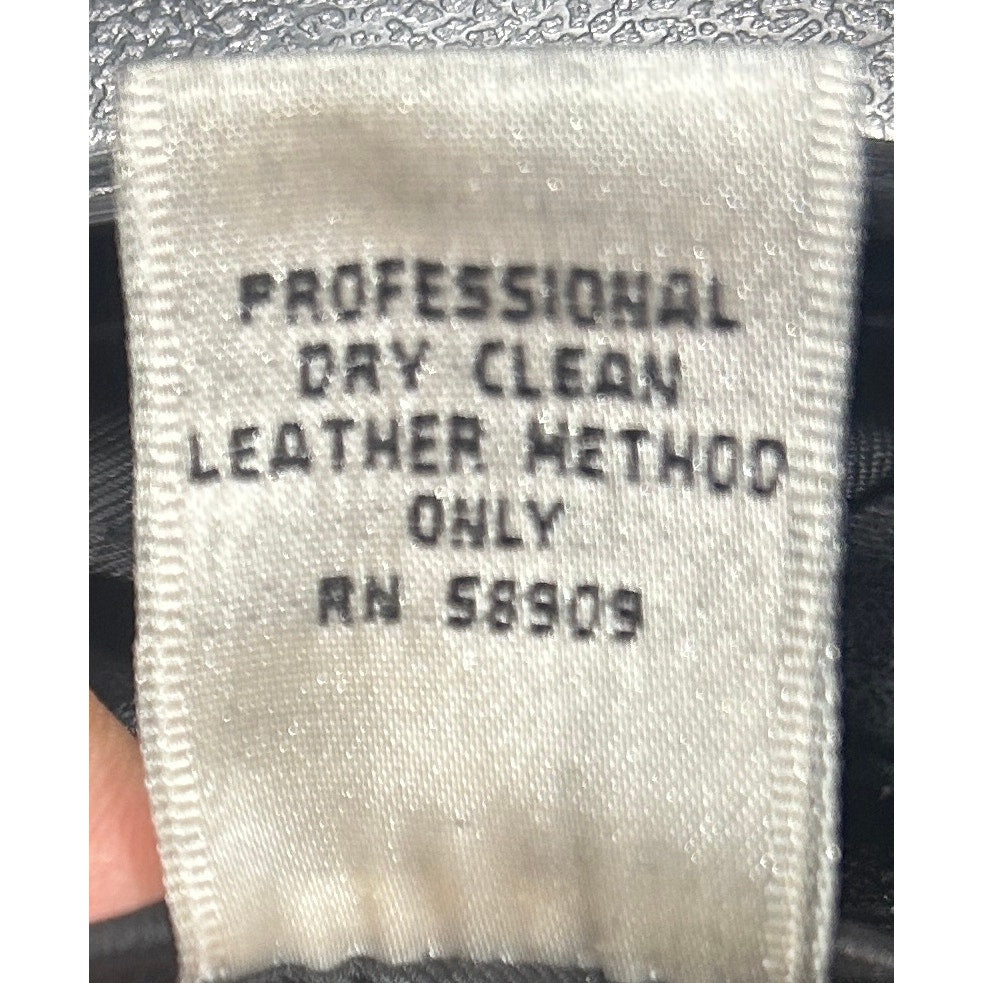 PROFESSIONAL
DRY CLEAN
LEATHER METHOD
ONLY
RN 58909